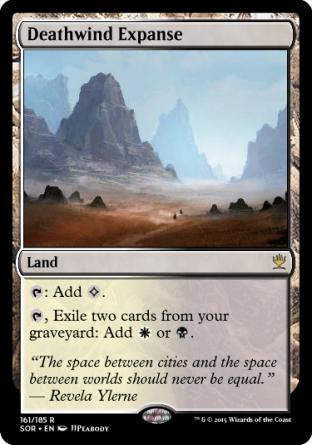 Deathwind Expanse
Land
: Add .
, Exile two cards from your
graveyard: Add or .
“The space between cities and the space
between worlds should never be equal.”
— Revela Ylerne
161/185 R
SOR • EN
™ & © 2015 Wizards of the Coast